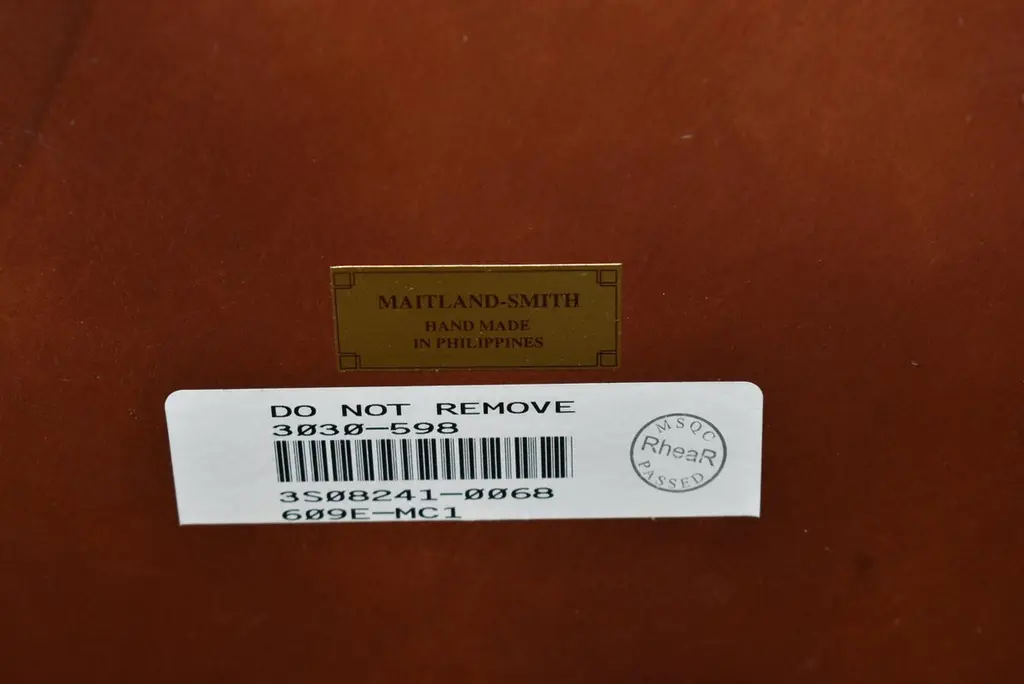 MAITLAND-SMITH
HAND MADE
IN PHILIPPINES
DO NOT REMOVE
3030-598
3S08241-0068
609E-MC1
MSQC
RheaR
PASSED